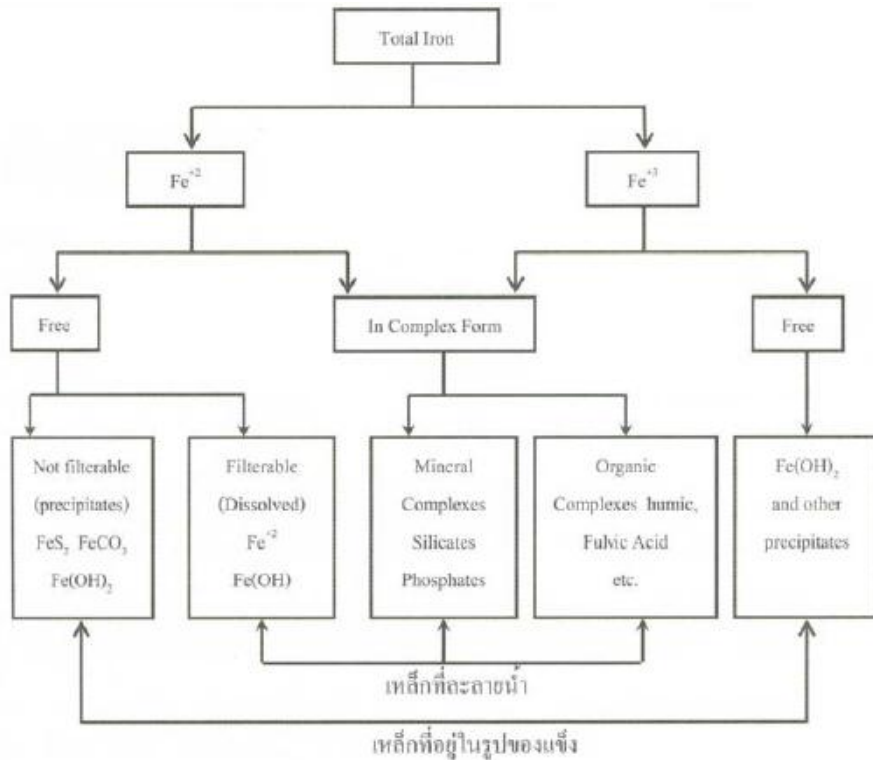 Total Iron
Fe+2
Fe+3
Free
In Complex Form
Free
Not filterable
(precipitates)
FeS2 FeCO3
Fe(OH)2
Filterable
(Dissolved)
Fe+2
Fe(OH)
Mineral
Complexes
Silicates
Phosphates
Organic
Complexes humic,
Fulvic Acid
etc.
Fe(OH)2
and other
precipitates
เหล็กที่ละลายน้ำ
เหล็กที่อยู่ในรูปของแข็ง